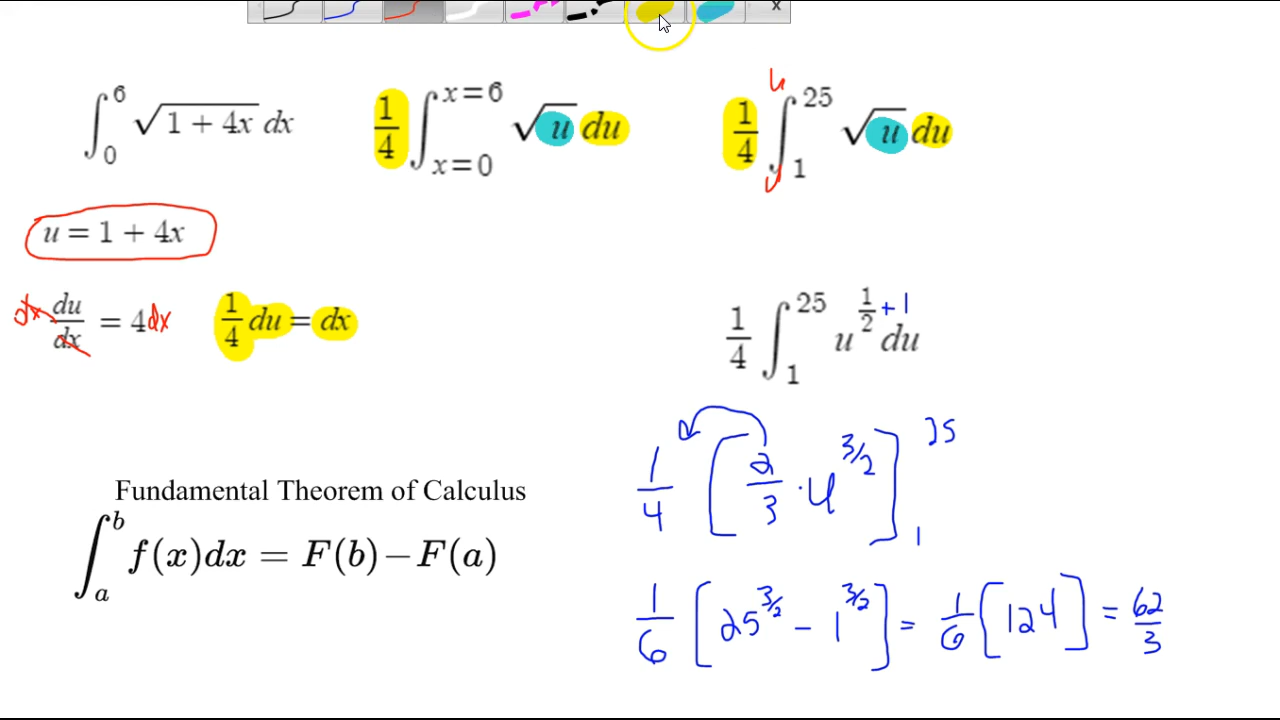 x
∫₀⁶ √(1 + 4x) dx
1/4 ∫_{x=0}^{x=6} √u du
1/4 ∫₁²⁵ √u du
u
u
u = 1 + 4x
dx du/dx = 4dx
1/4 du = dx
1/4 ∫₁²⁵ u^{1/2 + 1} du
1/4 [2/3 · u^{3/2}]₁²⁵
Fundamental Theorem of Calculus
∫ₐᵇ f(x)dx = F(b) − F(a)
1/6 [25^{3/2} − 1^{3/2}] = 1/6 [124] = 62/3